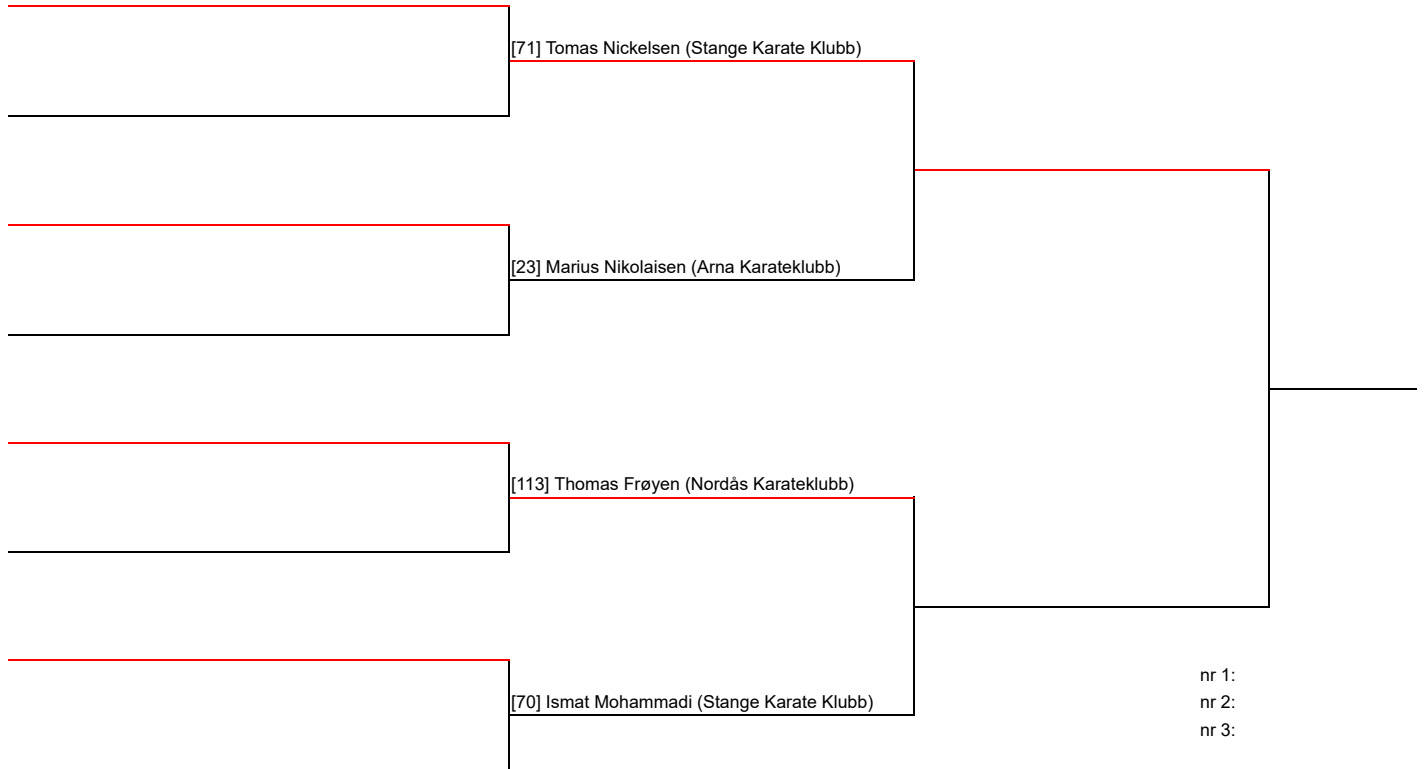 [71] Tomas Nickelsen (Stange Karate Klubb)
[23] Marius Nikolaisen (Arna Karateklubb)
[113] Thomas Frøyen (Nordås Karateklubb)
[70] Ismat Mohammadi (Stange Karate Klubb)
nr 1:
nr 2:
nr 3: